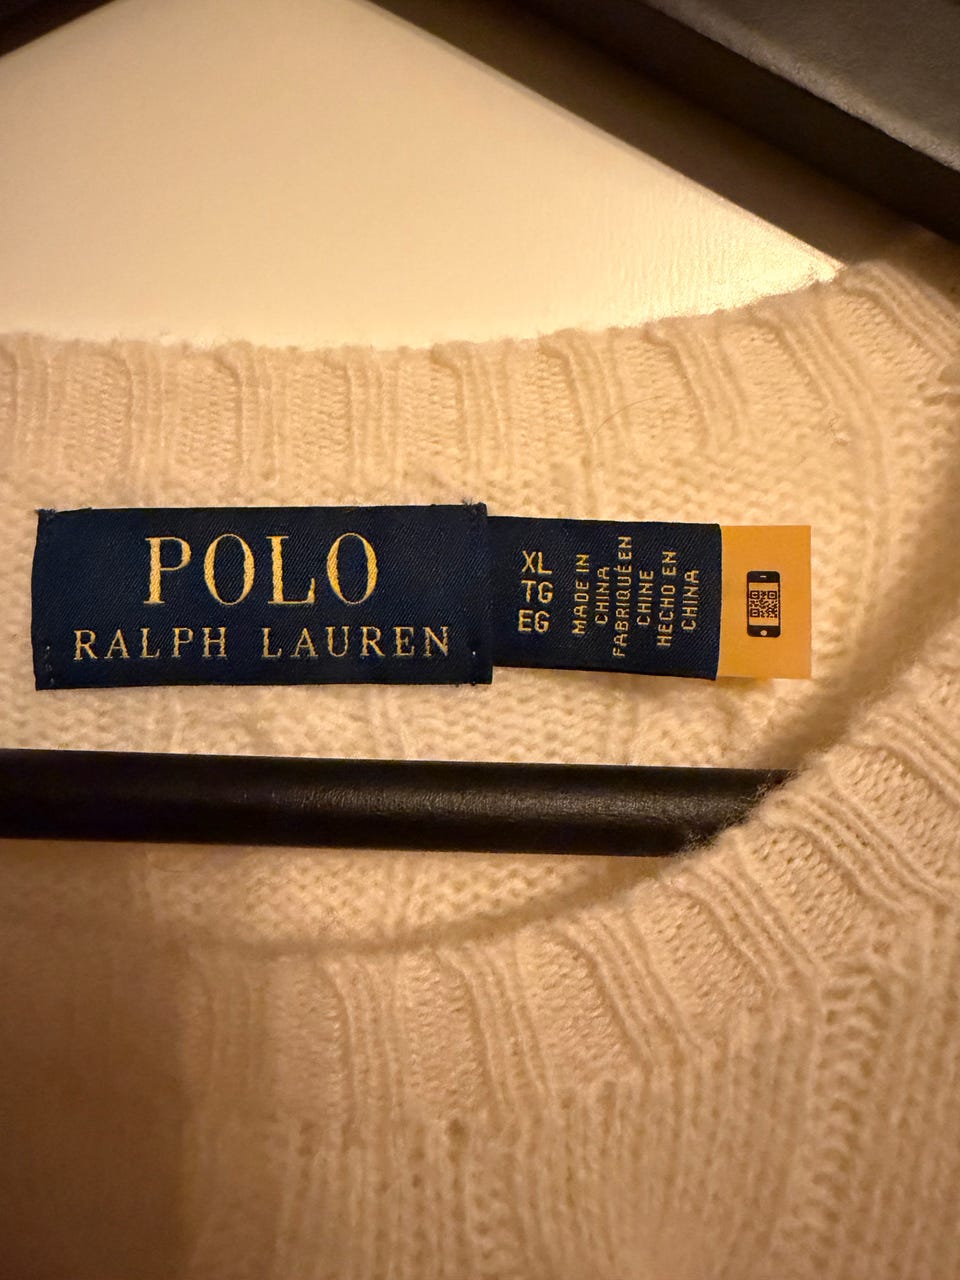 POLO
RALPH LAUREN
XL
TG
EG
MADE IN
CHINA
FABRIQUÉ EN
CHINE
HECHO EN
CHINA